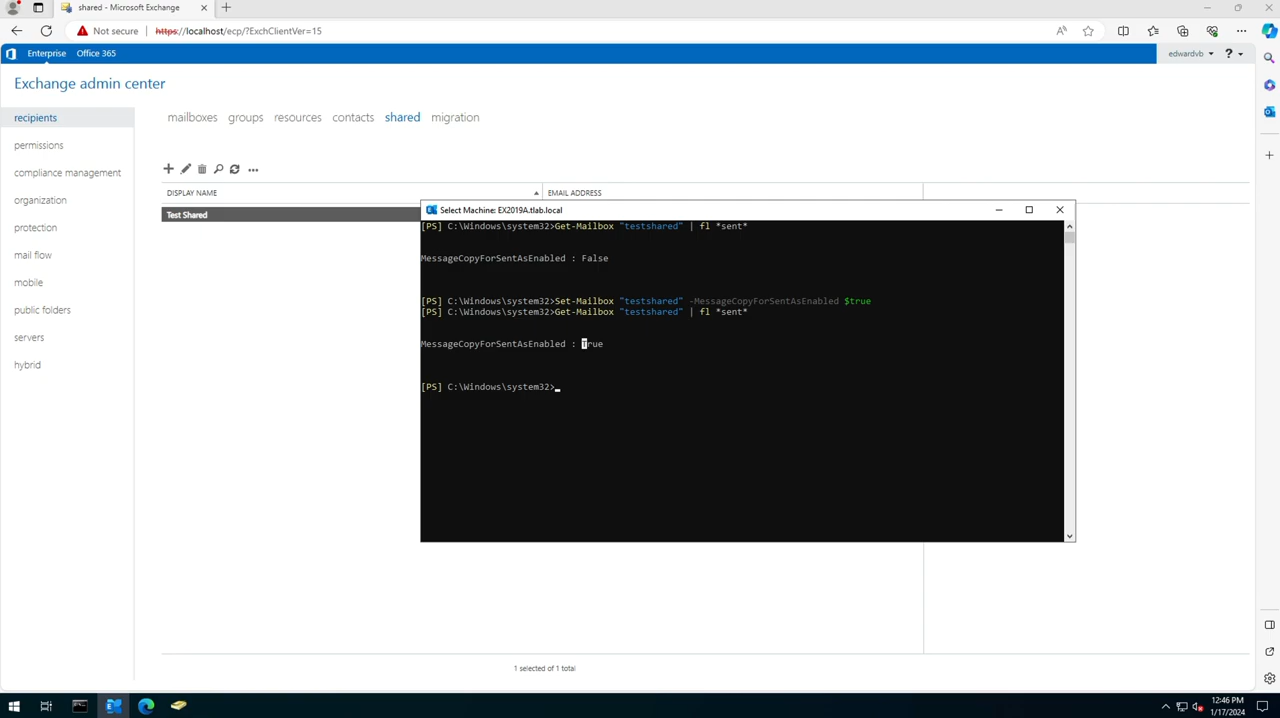 shared - Microsoft Exchange
Not secure
https://localhost/ecp/?ExchClientVer=15
Enterprise Office 365
edwardvb ?
Exchange admin center
recipients
permissions
compliance management
organization
protection
mail flow
mobile
public folders
servers
hybrid
mailboxes groups resources contacts shared migration
DISPLAY NAME EMAIL ADDRESS
Test Shared
Select Machine: EX2019A.tlab.local
[PS] C:\Windows\system32>Get-Mailbox "testshared" | fl *sent*
MessageCopyForSentAsEnabled : False
[PS] C:\Windows\system32>Set-Mailbox "testshared" -MessageCopyForSentAsEnabled $true
[PS] C:\Windows\system32>Get-Mailbox "testshared" | fl *sent*
MessageCopyForSentAsEnabled : True
[PS] C:\Windows\system32>_
1 selected of 1 total
12:46 PM
1/17/2024